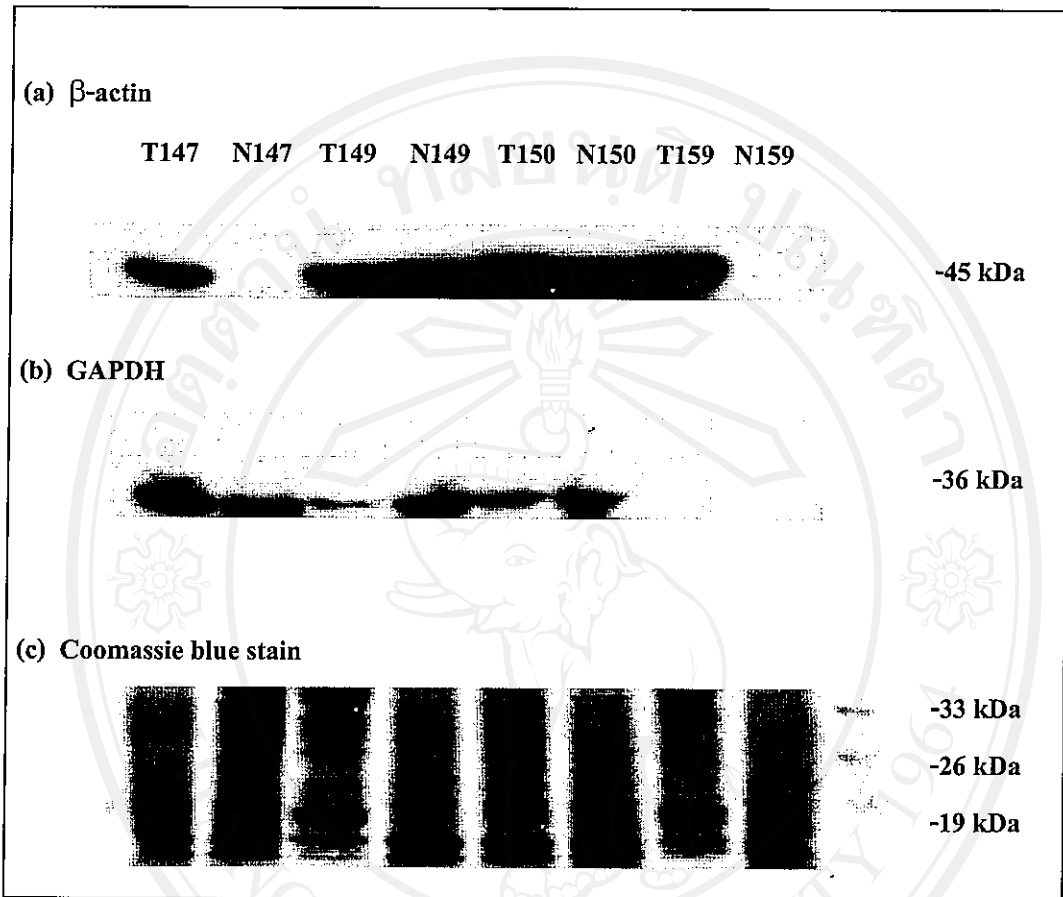 (a) β-actin
T147 N147 T149 N149 T150 N150 T159 N159
-45 kDa
(b) GAPDH
-36 kDa
(c) Coomassie blue stain
-33 kDa
-26 kDa
-19 kDa
1964